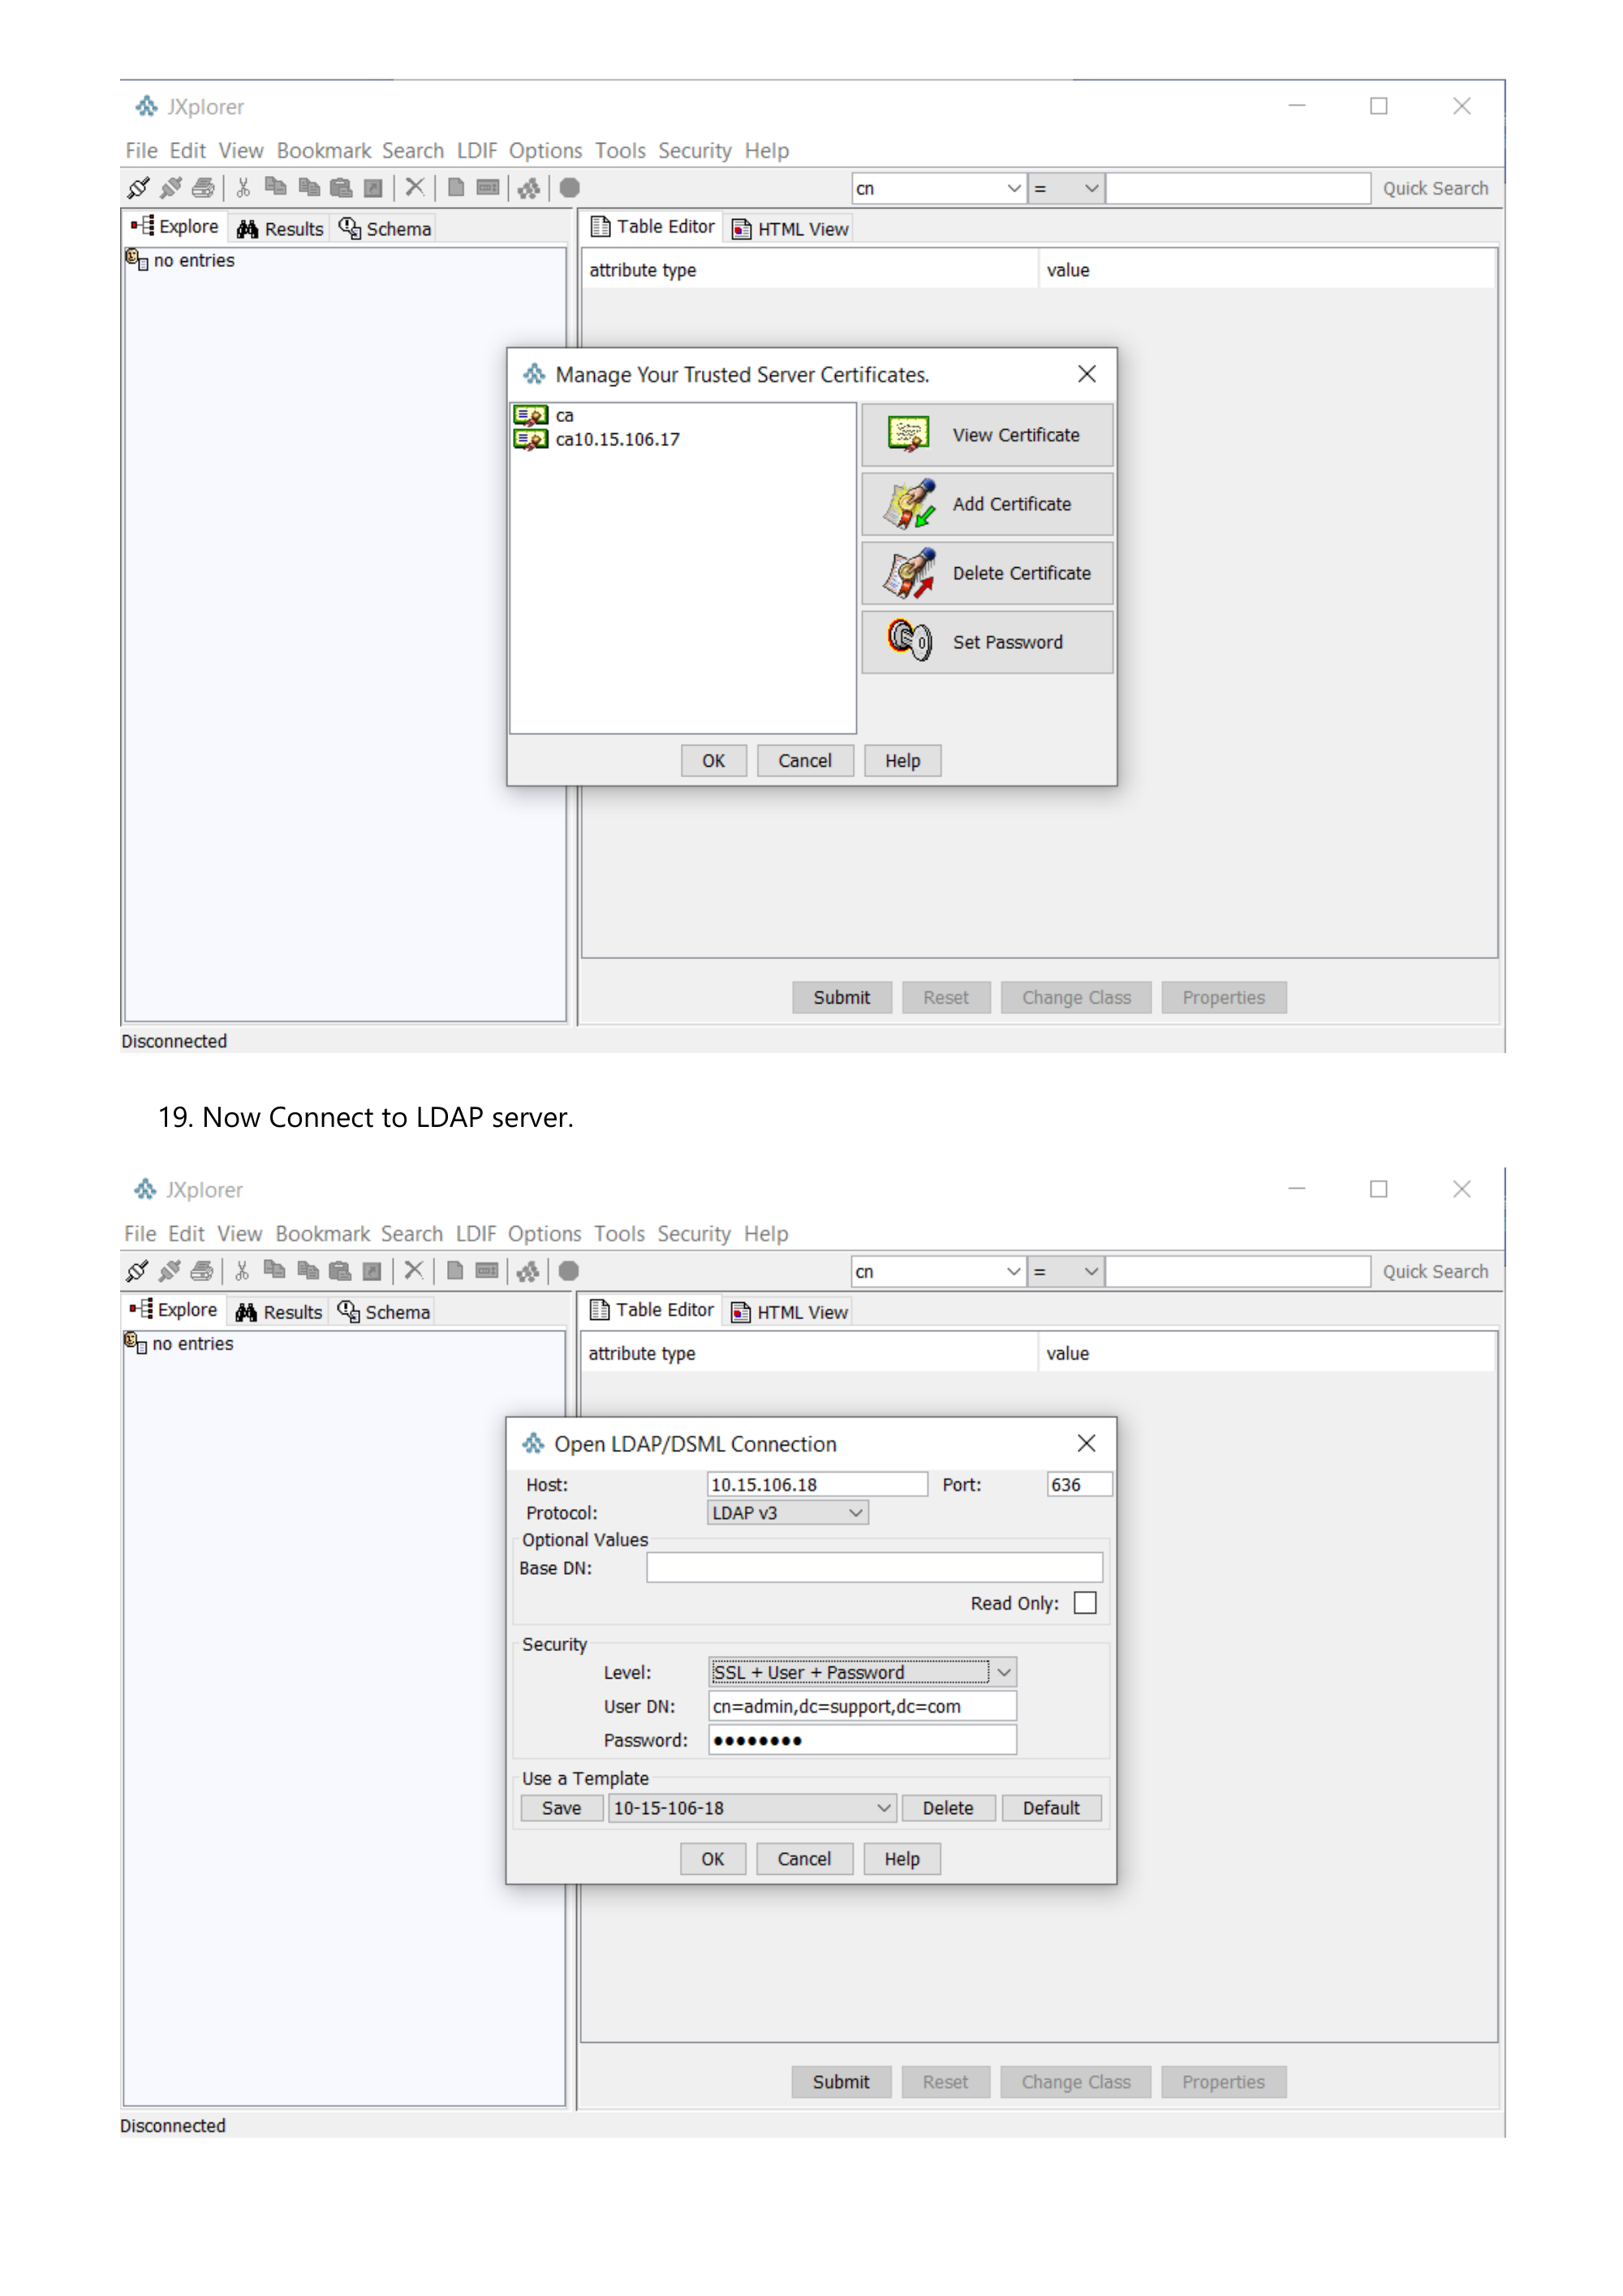 JXplorer
File Edit View Bookmark Search LDIF Options Tools Security Help
cn = Quick Search
Explore Results Schema Table Editor HTML View
no entries
attribute type value
Manage Your Trusted Server Certificates.
ca
ca10.15.106.17
View Certificate
Add Certificate
Delete Certificate
Set Password
OK Cancel Help
Submit Reset Change Class Properties
Disconnected
19. Now Connect to LDAP server.
JXplorer
File Edit View Bookmark Search LDIF Options Tools Security Help
cn = Quick Search
Explore Results Schema Table Editor HTML View
no entries
attribute type value
Open LDAP/DSML Connection
Host: 10.15.106.18 Port: 636
Protocol: LDAP v3
Optional Values
Base DN:
Read Only:
Security
Level: SSL + User + Password
User DN: cn=admin,dc=support,dc=com
Password: ●●●●●●●●
Use a Template
Save 10-15-106-18 Delete Default
OK Cancel Help
Submit Reset Change Class Properties
Disconnected